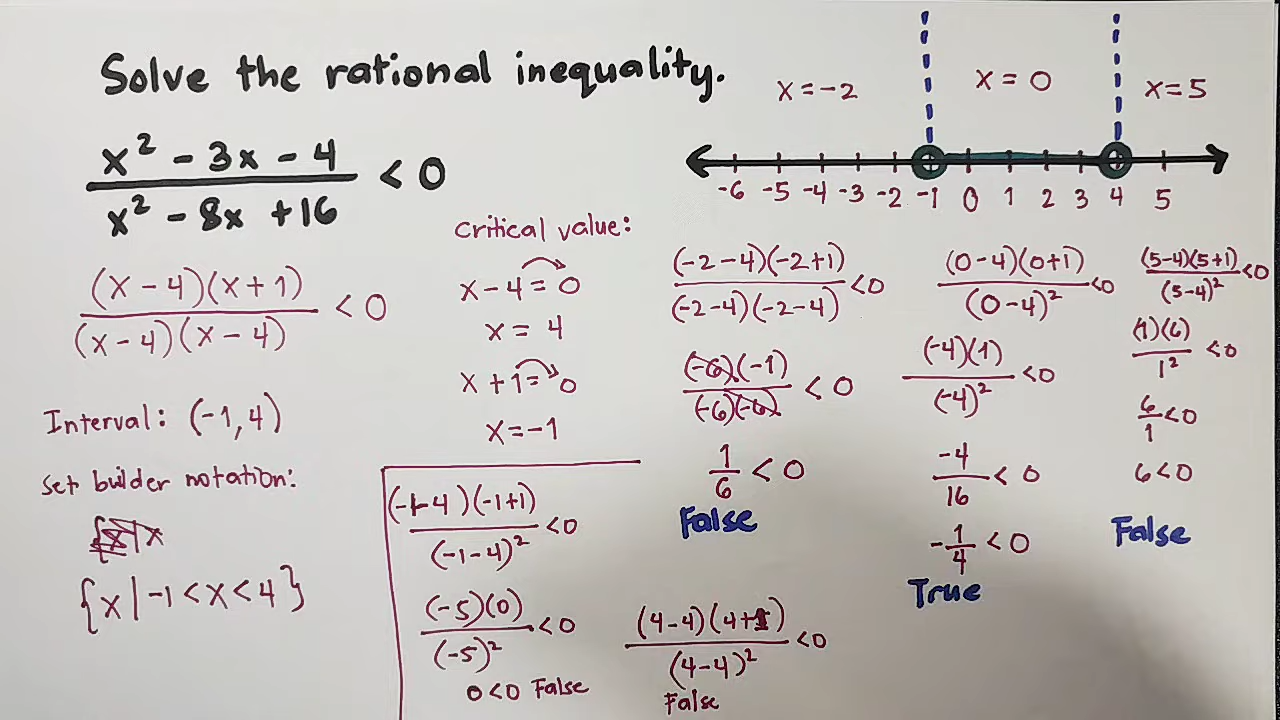 Solve the rational inequality.
x² - 3x - 4 / x² - 8x + 16 < 0
(x - 4)(x + 1) / (x - 4)(x - 4) < 0
Interval: (-1, 4)
Set builder notation:
{x | -1 < x < 4}
Critical value:
x - 4 = 0
x = 4
x + 1 = 0
x = -1
x = -2
x = 0
x = 5
-6 -5 -4 -3 -2 -1 0 1 2 3 4 5
(-2 - 4)(-2 + 1) / (-2 - 4)(-2 - 4) < 0
(-6)(-1) / (-6)(-6) < 0
1/6 < 0
False
(0 - 4)(0 + 1) / (0 - 4)² < 0
(-4)(1) / (-4)² < 0
-4/16 < 0
-1/4 < 0
True
(5 - 4)(5 + 1) / (5 - 4)² < 0
(1)(6) / 1² < 0
6/1 < 0
6 < 0
False
(-1 - 4)(-1 + 1) / (-1 - 4)² < 0
(-5)(0) / (-5)² < 0
0 < 0 False
(4 - 4)(4 + 1) / (4 - 4)² < 0
False